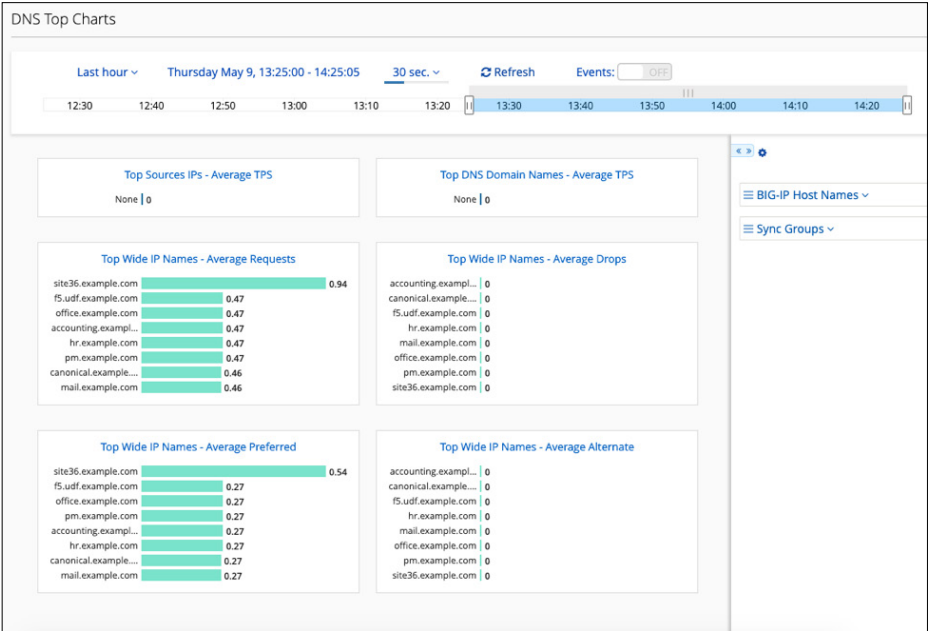 DNS Top Charts
Last hour Thursday May 9, 13:25:00 - 14:25:05 30 sec. Refresh Events: OFF
12:30 12:40 12:50 13:00 13:10 13:20 13:30 13:40 13:50 14:00 14:10 14:20
Top Sources IPs - Average TPS
None 0
Top DNS Domain Names - Average TPS
None 0
BIG-IP Host Names
Sync Groups
Top Wide IP Names - Average Requests
site36.example.com 0.94
f5.udf.example.com 0.47
office.example.com 0.47
accounting.exampl... 0.47
hr.example.com 0.47
pm.example.com 0.47
canonical.example.... 0.46
mail.example.com 0.46
Top Wide IP Names - Average Drops
accounting.exampl... 0
canonical.example.... 0
f5.udf.example.com 0
hr.example.com 0
mail.example.com 0
office.example.com 0
pm.example.com 0
site36.example.com 0
Top Wide IP Names - Average Preferred
site36.example.com 0.54
f5.udf.example.com 0.27
office.example.com 0.27
pm.example.com 0.27
accounting.exampl... 0.27
hr.example.com 0.27
canonical.example.... 0.27
mail.example.com 0.27
Top Wide IP Names - Average Alternate
accounting.exampl... 0
canonical.example.... 0
f5.udf.example.com 0
hr.example.com 0
mail.example.com 0
office.example.com 0
pm.example.com 0
site36.example.com 0